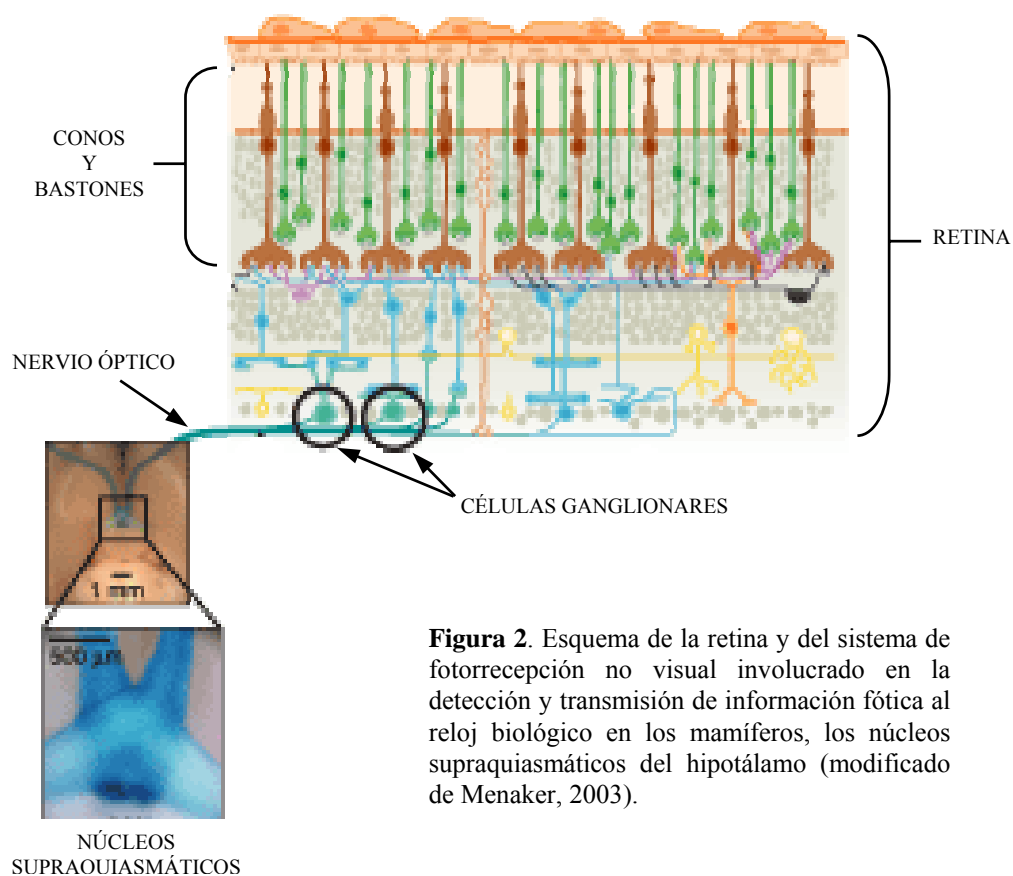 CONOS
Y
BASTONES
RETINA
NERVIO ÓPTICO
CÉLULAS GANGLIONARES
1 mm
500 µm
Figura 2. Esquema de la retina y del sistema de
fotorrecepción no visual involucrado en la
detección y transmisión de información fótica al
reloj biológico en los mamíferos, los núcleos
supraquiasmáticos del hipotálamo (modificado
de Menaker, 2003).
NÚCLEOS
SUPRAQUIASMÁTICOS